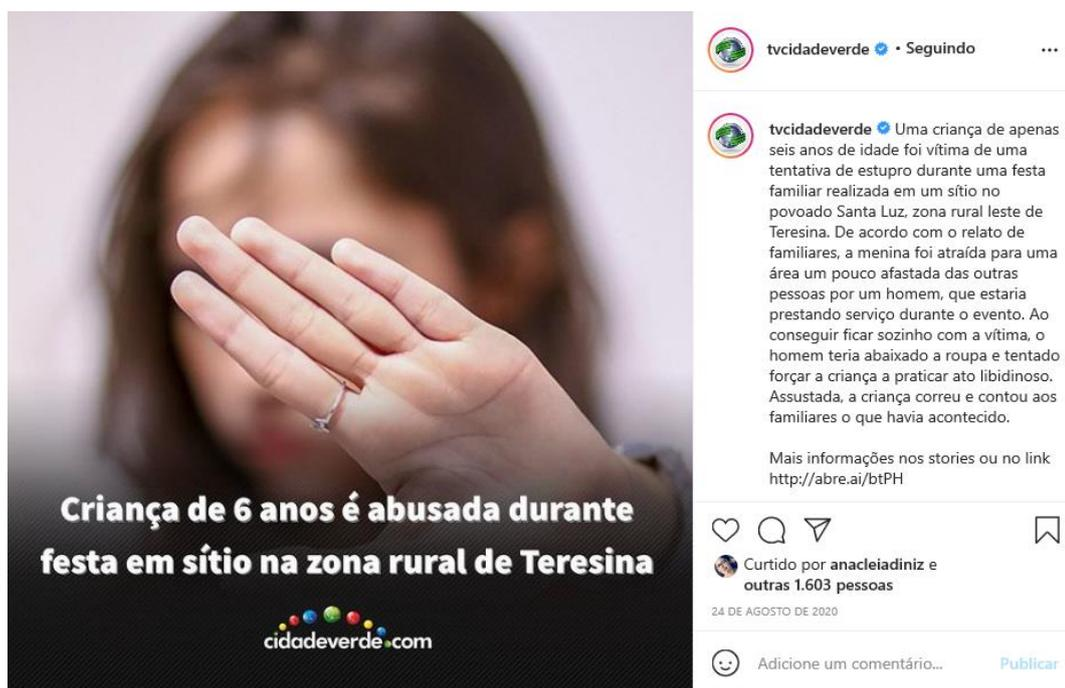 Criança de 6 anos é abusada durante
festa em sítio na zona rural de Teresina
cidadeverde.com
tvcidadeverde • Seguindo
tvcidadeverde Uma criança de apenas
seis anos de idade foi vítima de uma
tentativa de estupro durante uma festa
familiar realizada em um sítio no
povoado Santa Luz, zona rural leste de
Teresina. De acordo com o relato de
familiares, a menina foi atraída para uma
área um pouco afastada das outras
pessoas por um homem, que estaria
prestando serviço durante o evento. Ao
conseguir ficar sozinho com a vítima, o
homem teria abaixado a roupa e tentado
forçar a criança a praticar ato libidinoso.
Assustada, a criança correu e contou aos
familiares o que havia acontecido.
Mais informações nos stories ou no link
http://abre.ai/btPH
Curtido por anacleiadiniz e
outras 1.603 pessoas
24 DE AGOSTO DE 2020
Adicione um comentário... Publicar